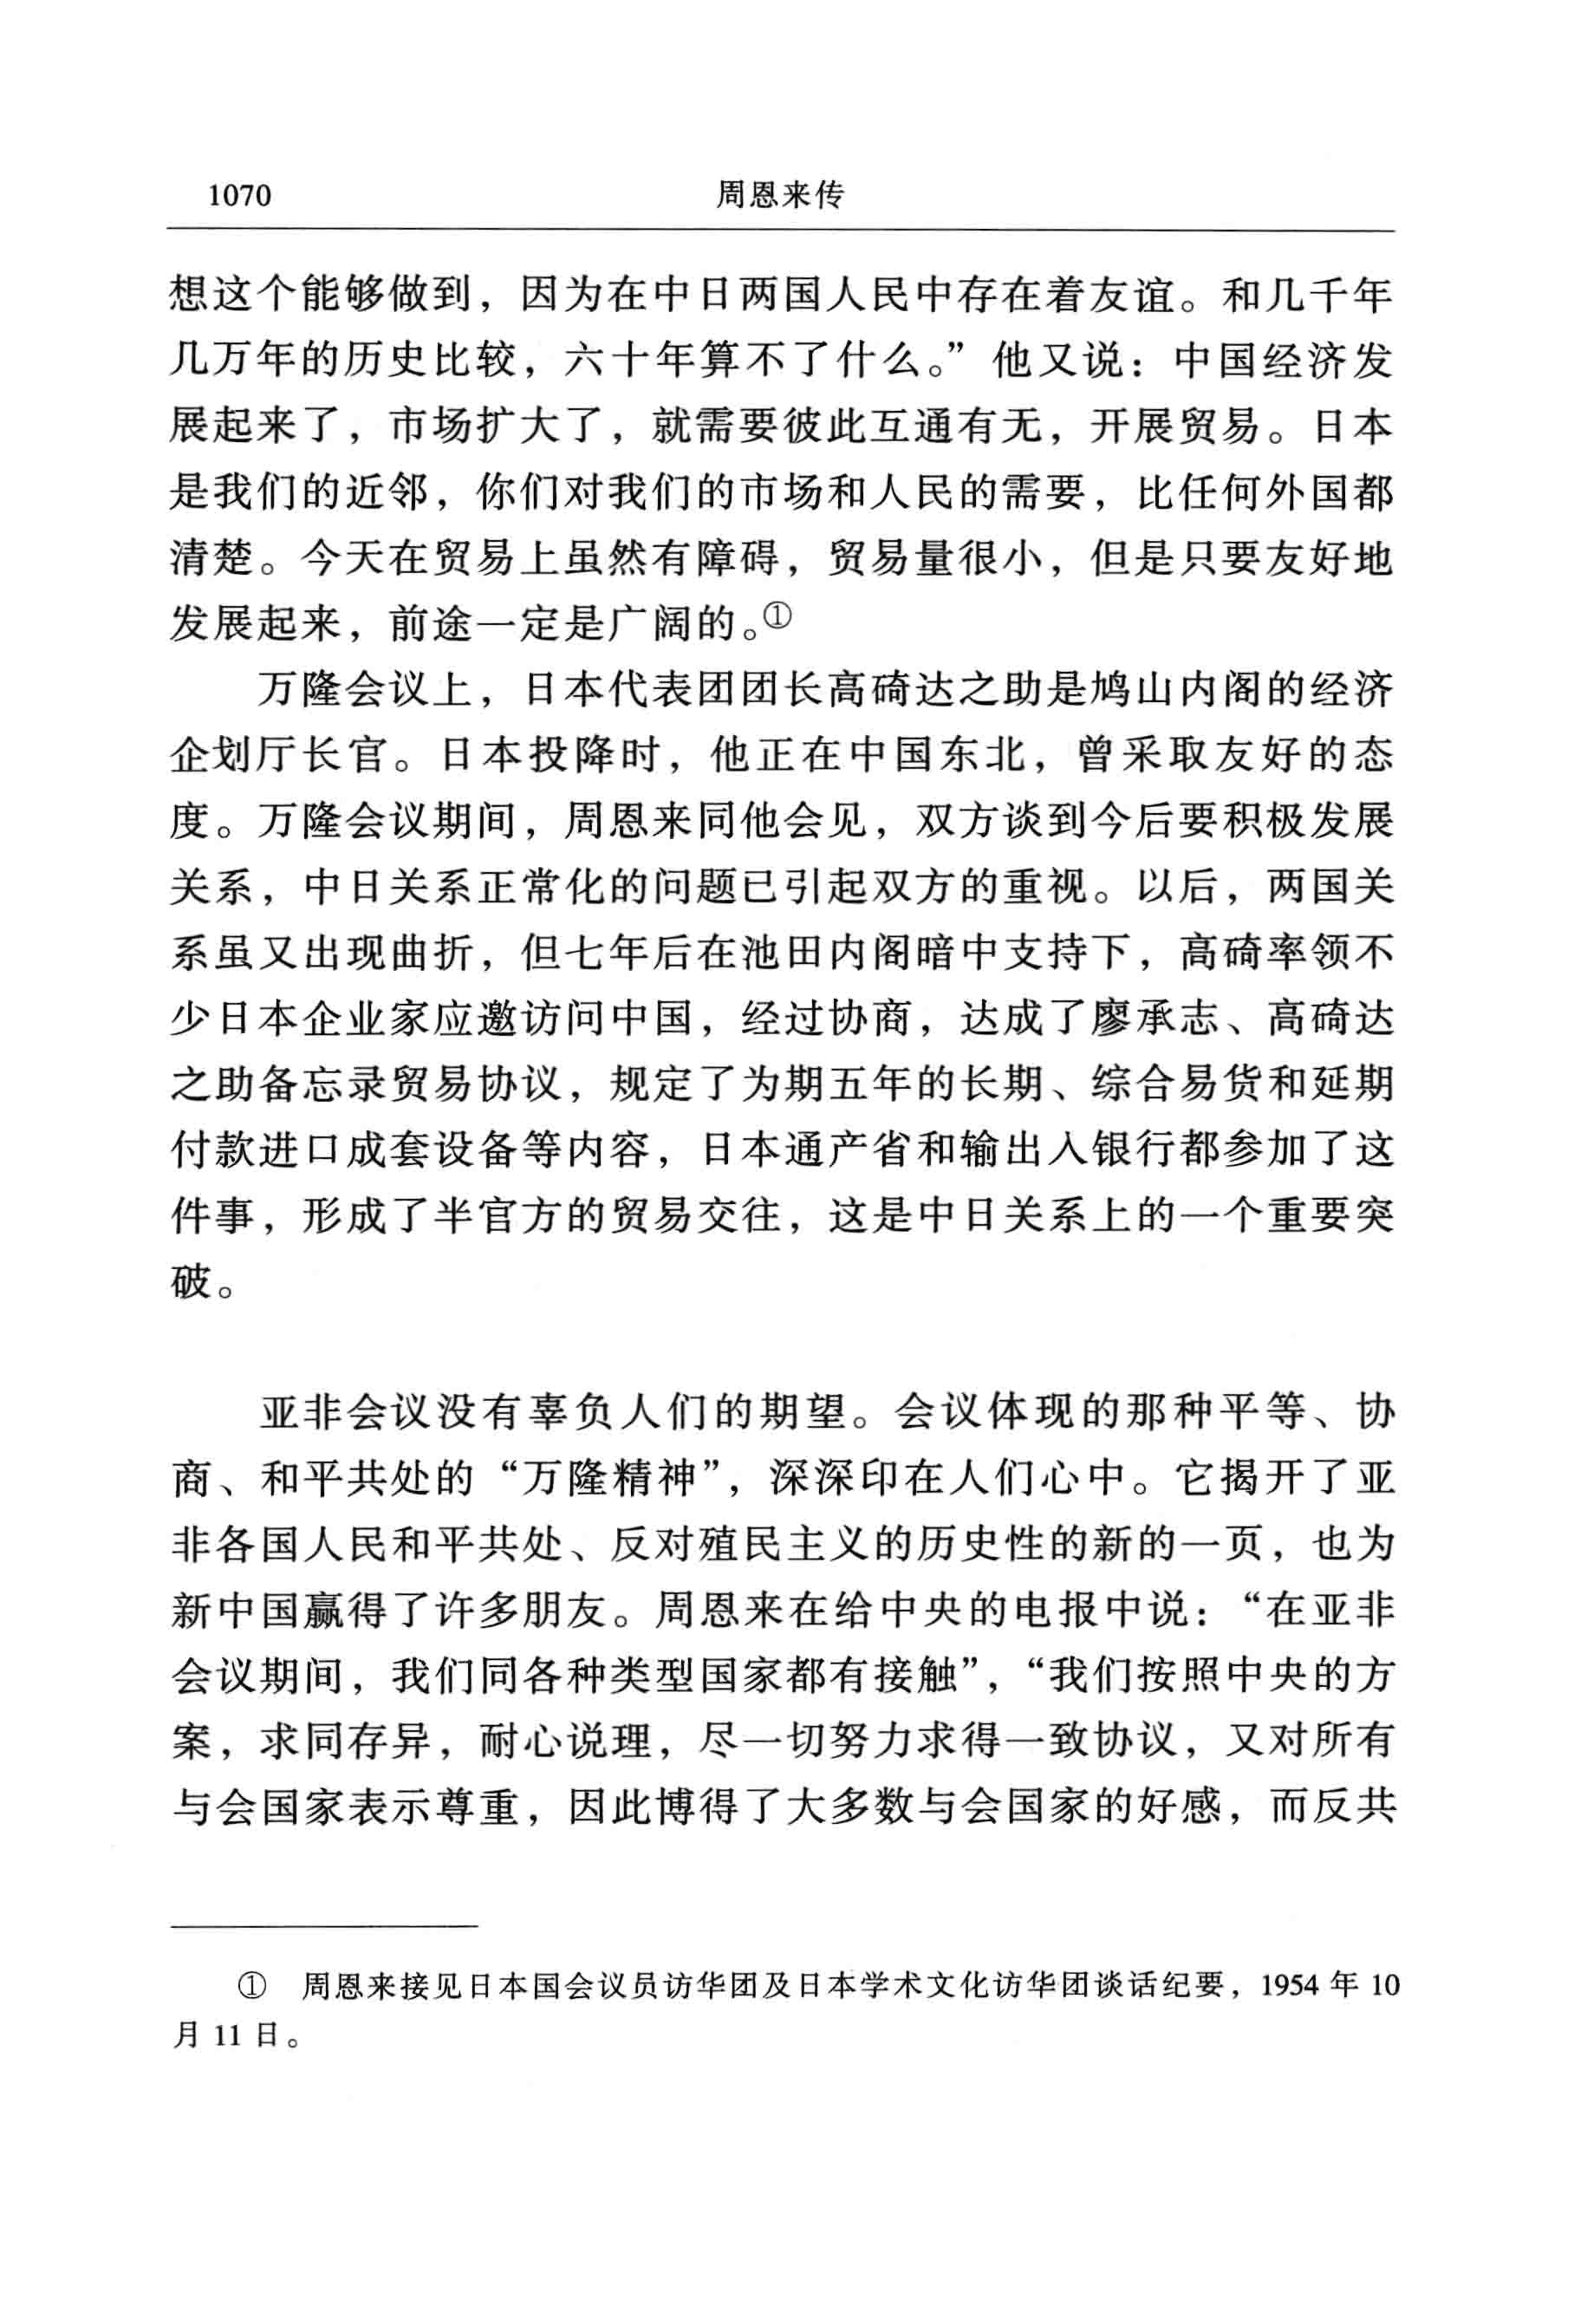 1070 周恩来传
想这个能够做到，因为在中日两国人民中存在着友谊。和几千年
几万年的历史比较，六十年算不了什么。”他又说：中国经济发
展起来了，市场扩大了，就需要彼此互通有无，开展贸易。日本
是我们的近邻，你们对我们的市场和人民的需要，比任何外国都
清楚。今天在贸易上虽然有障碍，贸易量很小，但是只要友好地
发展起来，前途一定是广阔的。①
万隆会议上，日本代表团团长高碕达之助是鸠山内阁的经济
企划厅长官。日本投降时，他正在中国东北，曾采取友好的态
度。万隆会议期间，周恩来同他会见，双方谈到今后要积极发展
关系，中日关系正常化的问题已引起双方的重视。以后，两国关
系虽又出现曲折，但七年后在池田内阁暗中支持下，高碕率领不
少日本企业家应邀访问中国，经过协商，达成了廖承志、高碕达
之助备忘录贸易协议，规定了为期五年的长期、综合易货和延期
付款进口成套设备等内容，日本通产省和输出入银行都参加了这
件事，形成了半官方的贸易交往，这是中日关系上的一个重要突
破。
亚非会议没有辜负人们的期望。会议体现的那种平等、协
商、和平共处的“万隆精神”，深深印在人们心中。它揭开了亚
非各国人民和平共处、反对殖民主义的历史性的新的一页，也为
新中国赢得了许多朋友。周恩来在给中央的电报中说：“在亚非
会议期间，我们同各种类型国家都有接触”，“我们按照中央的方
案，求同存异，耐心说理，尽一切努力求得一致协议，又对所有
与会国家表示尊重，因此博得了大多数与会国家的好感，而反共
① 周恩来接见日本国会议员访华团及日本学术文化访华团谈话纪要，1954 年 10
月 11 日。